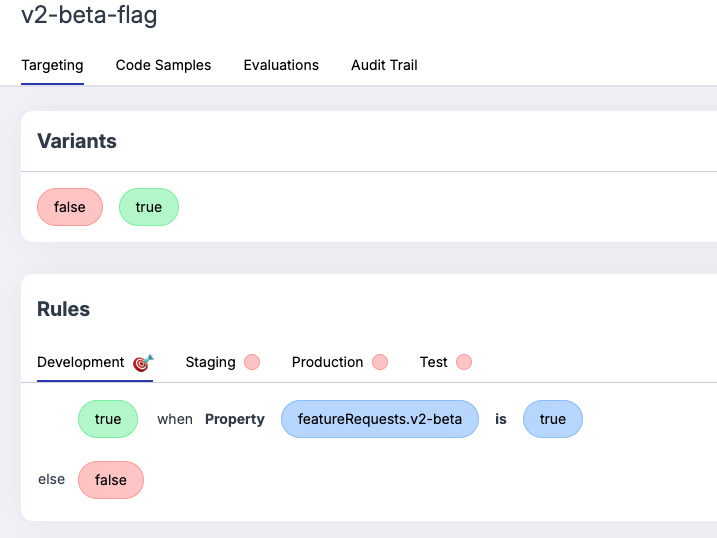 v2-beta-flag
Targeting Code Samples Evaluations Audit Trail
Variants
false true
Rules
Development Staging Production Test
true when Property featureRequests.v2-beta is true
else false